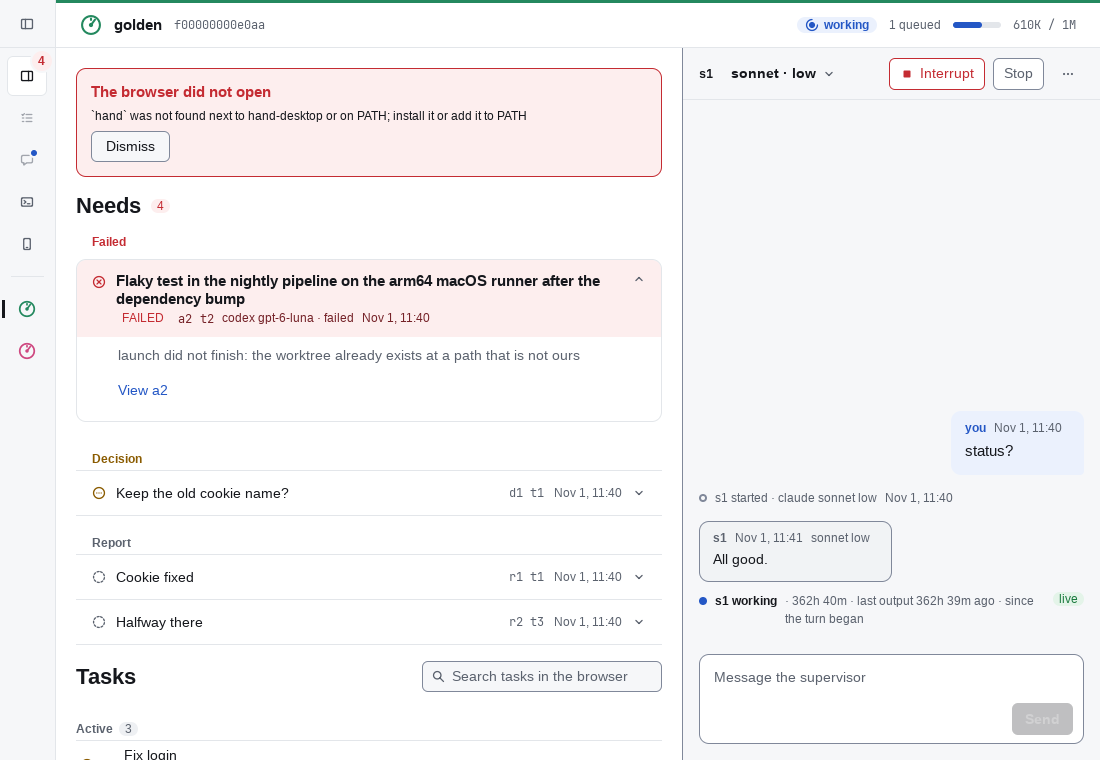 golden f00000000e0aa working 1 queued 610K / 1M
4
s1 sonnet · low Interrupt Stop
The browser did not open
`hand` was not found next to hand-desktop or on PATH; install it or add it to PATH
Dismiss
Needs 4
Failed
Flaky test in the nightly pipeline on the arm64 macOS runner after the
dependency bump
FAILED a2 t2 codex gpt-6-luna · failed Nov 1, 11:40
launch did not finish: the worktree already exists at a path that is not ours
View a2
Decision
Keep the old cookie name? d1 t1 Nov 1, 11:40
Report
Cookie fixed r1 t1 Nov 1, 11:40
Halfway there r2 t3 Nov 1, 11:40
Tasks Search tasks in the browser
Active 3
Fix login
you Nov 1, 11:40
status?
s1 started · claude sonnet low Nov 1, 11:40
s1 Nov 1, 11:41 sonnet low
All good.
s1 working · 362h 40m · last output 362h 39m ago · since live
the turn began
Message the supervisor
Send